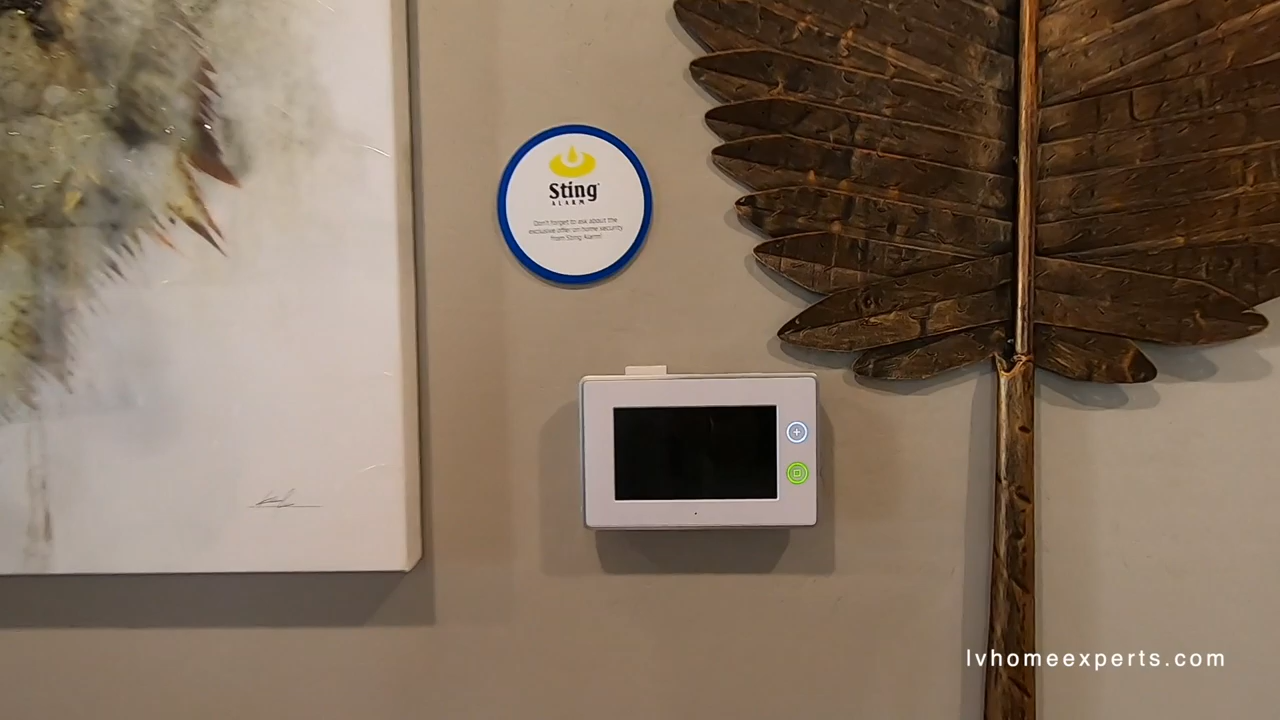 Sting
ALARM
Don't forget to ask about the
exclusive offer on home security
from Sting Alarm!
lvhomeexperts.com